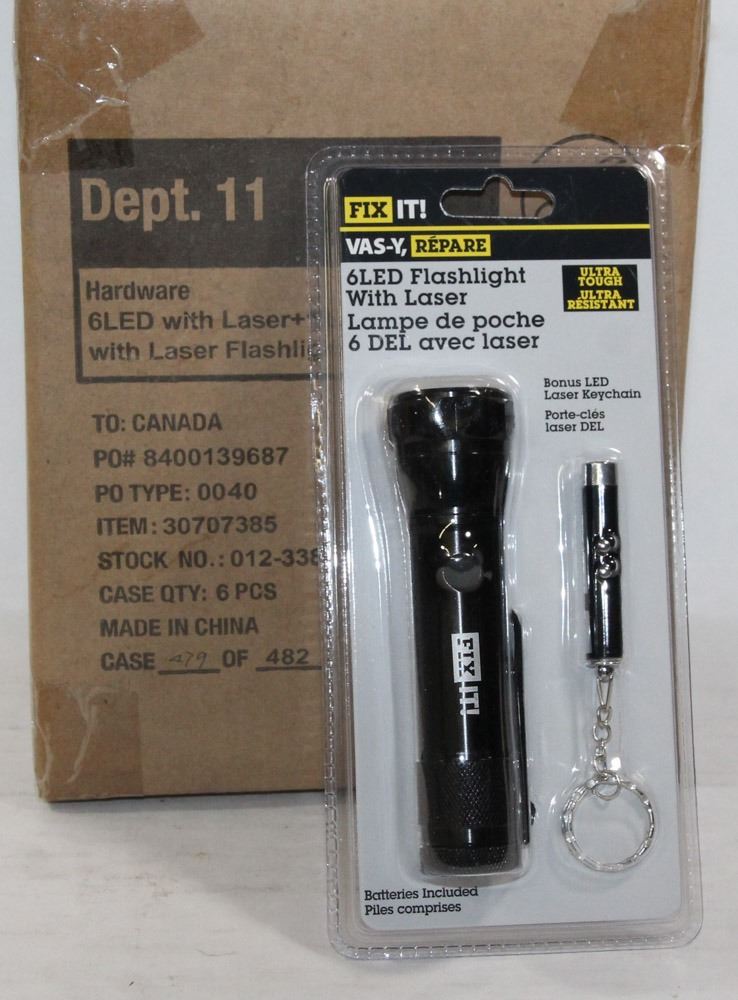 Dept. 11
Hardware
6LED with Laser+
with Laser
TO: CANADA
PO# 8400139687
PO TYPE: 0040
ITEM: 30707385
STOCK NO.: 012-338
CASE QTY: 6 PCS
MADE IN CHINA
CASE 479 OF 482
FIX IT!
VAS-Y, RÉPARE
6LED Flashlight
With Laser
Lampe de poche
6 DEL avec laser
ULTRA
TOUGH
ULTRA
RÉSISTANT
Bonus LED
Laser Keychain
Porte-clés
laser DEL
FIX IT!
Batteries Included
Piles comprises